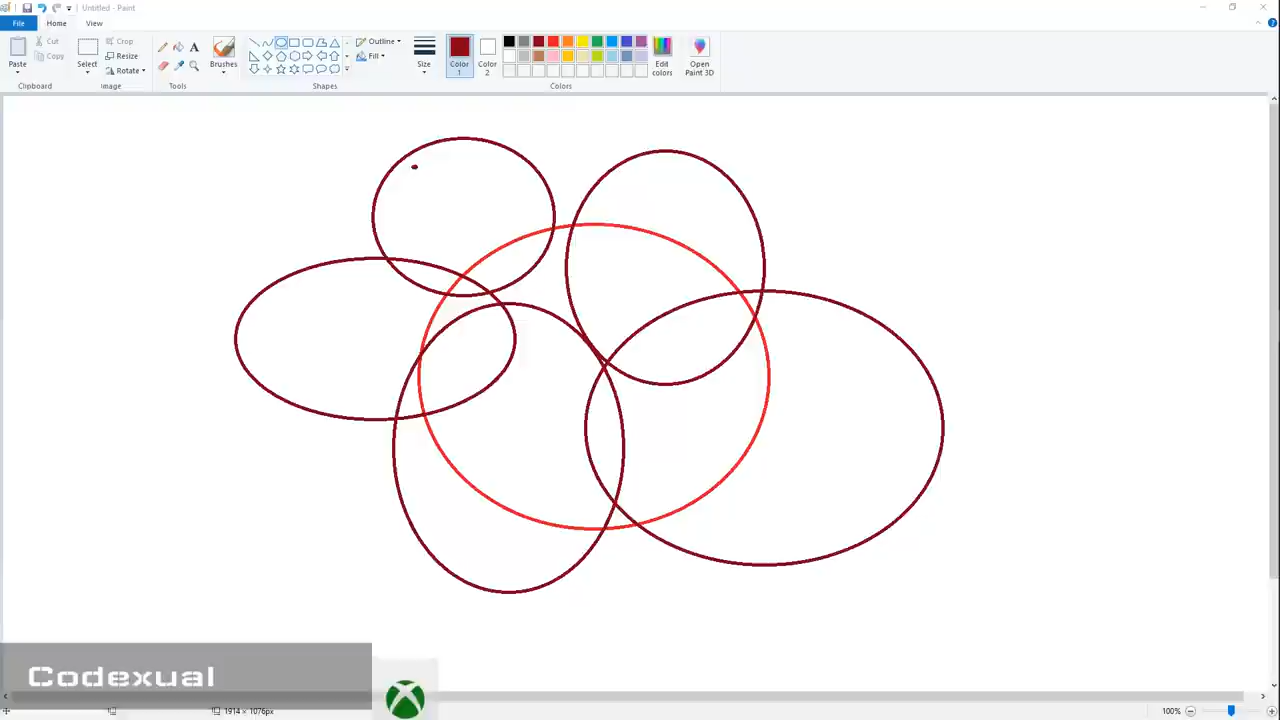 Untitled - Paint
File
Home
View
Paste
Cut
Copy
Clipboard
Select
Crop
Resize
Rotate
Image
A
Tools
Brushes
Outline
Fill
Shapes
Size
Color
1
Color
2
Edit
colors
Open
Paint 3D
Colors
Codexual
1914 × 1076px
100%